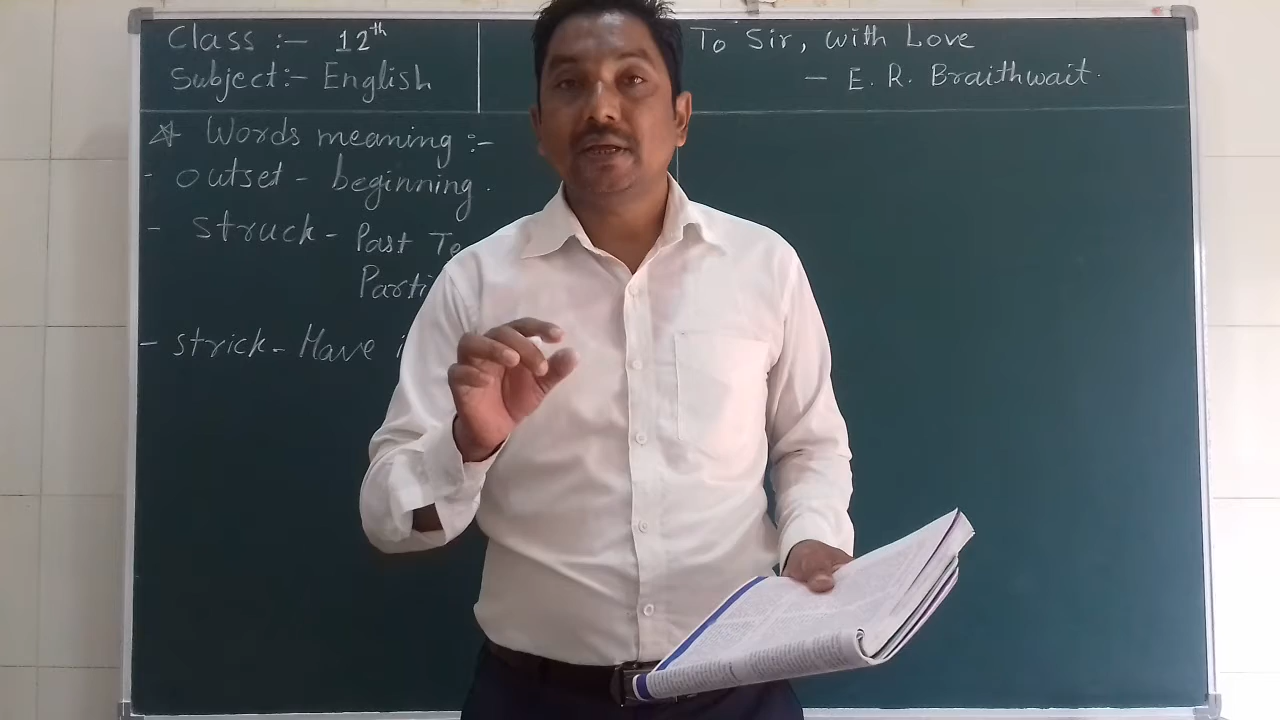 Class :- 12th
Subject:- English
To Sir, with Love
- E. R. Braithwait.
Words meaning :-
- outset - beginning.
- struck - Past Te
Parti
- strick - Have i